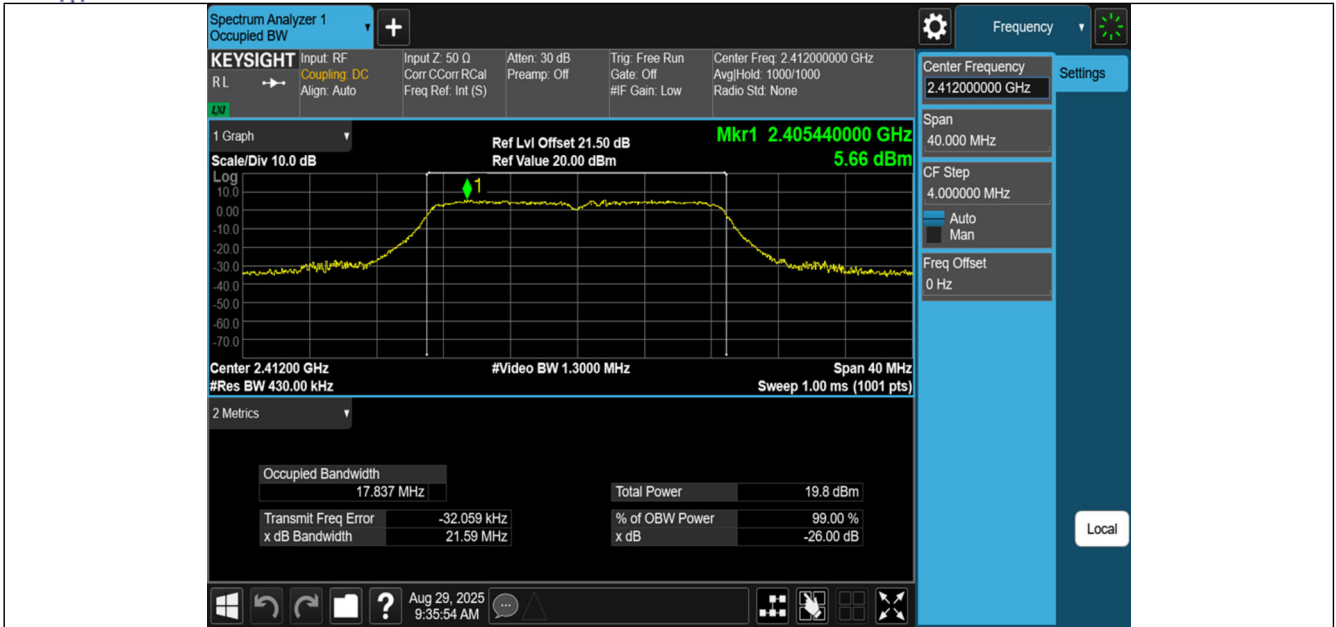 Spectrum Analyzer 1
Occupied BW
Frequency
KEYSIGHT
R L
LXI
Input: RF
Coupling: DC
Align: Auto
Input Z: 50 Ω
Corr CCorr RCal
Freq Ref: Int (S)
Atten: 30 dB
Preamp: Off
Trig: Free Run
Gate: Off
#IF Gain: Low
Center Freq: 2.412000000 GHz
Avg|Hold: 1000/1000
Radio Std: None
Center Frequency
2.412000000 GHz
Settings
Span
40.000 MHz
CF Step
4.000000 MHz
Auto
Man
Freq Offset
0 Hz
Local
1 Graph
Scale/Div 10.0 dB
Ref Lvl Offset 21.50 dB
Ref Value 20.00 dBm
Mkr1 2.405440000 GHz
5.66 dBm
Log
10.0
0.00
-10.0
-20.0
-30.0
-40.0
-50.0
-60.0
-70.0
1
Center 2.41200 GHz
#Video BW 1.3000 MHz
Span 40 MHz
#Res BW 430.00 kHz
Sweep 1.00 ms (1001 pts)
2 Metrics
Occupied Bandwidth
17.837 MHz
Total Power 19.8 dBm
Transmit Freq Error -32.059 kHz
% of OBW Power 99.00 %
x dB Bandwidth 21.59 MHz
x dB -26.00 dB
?
Aug 29, 2025
9:35:54 AM